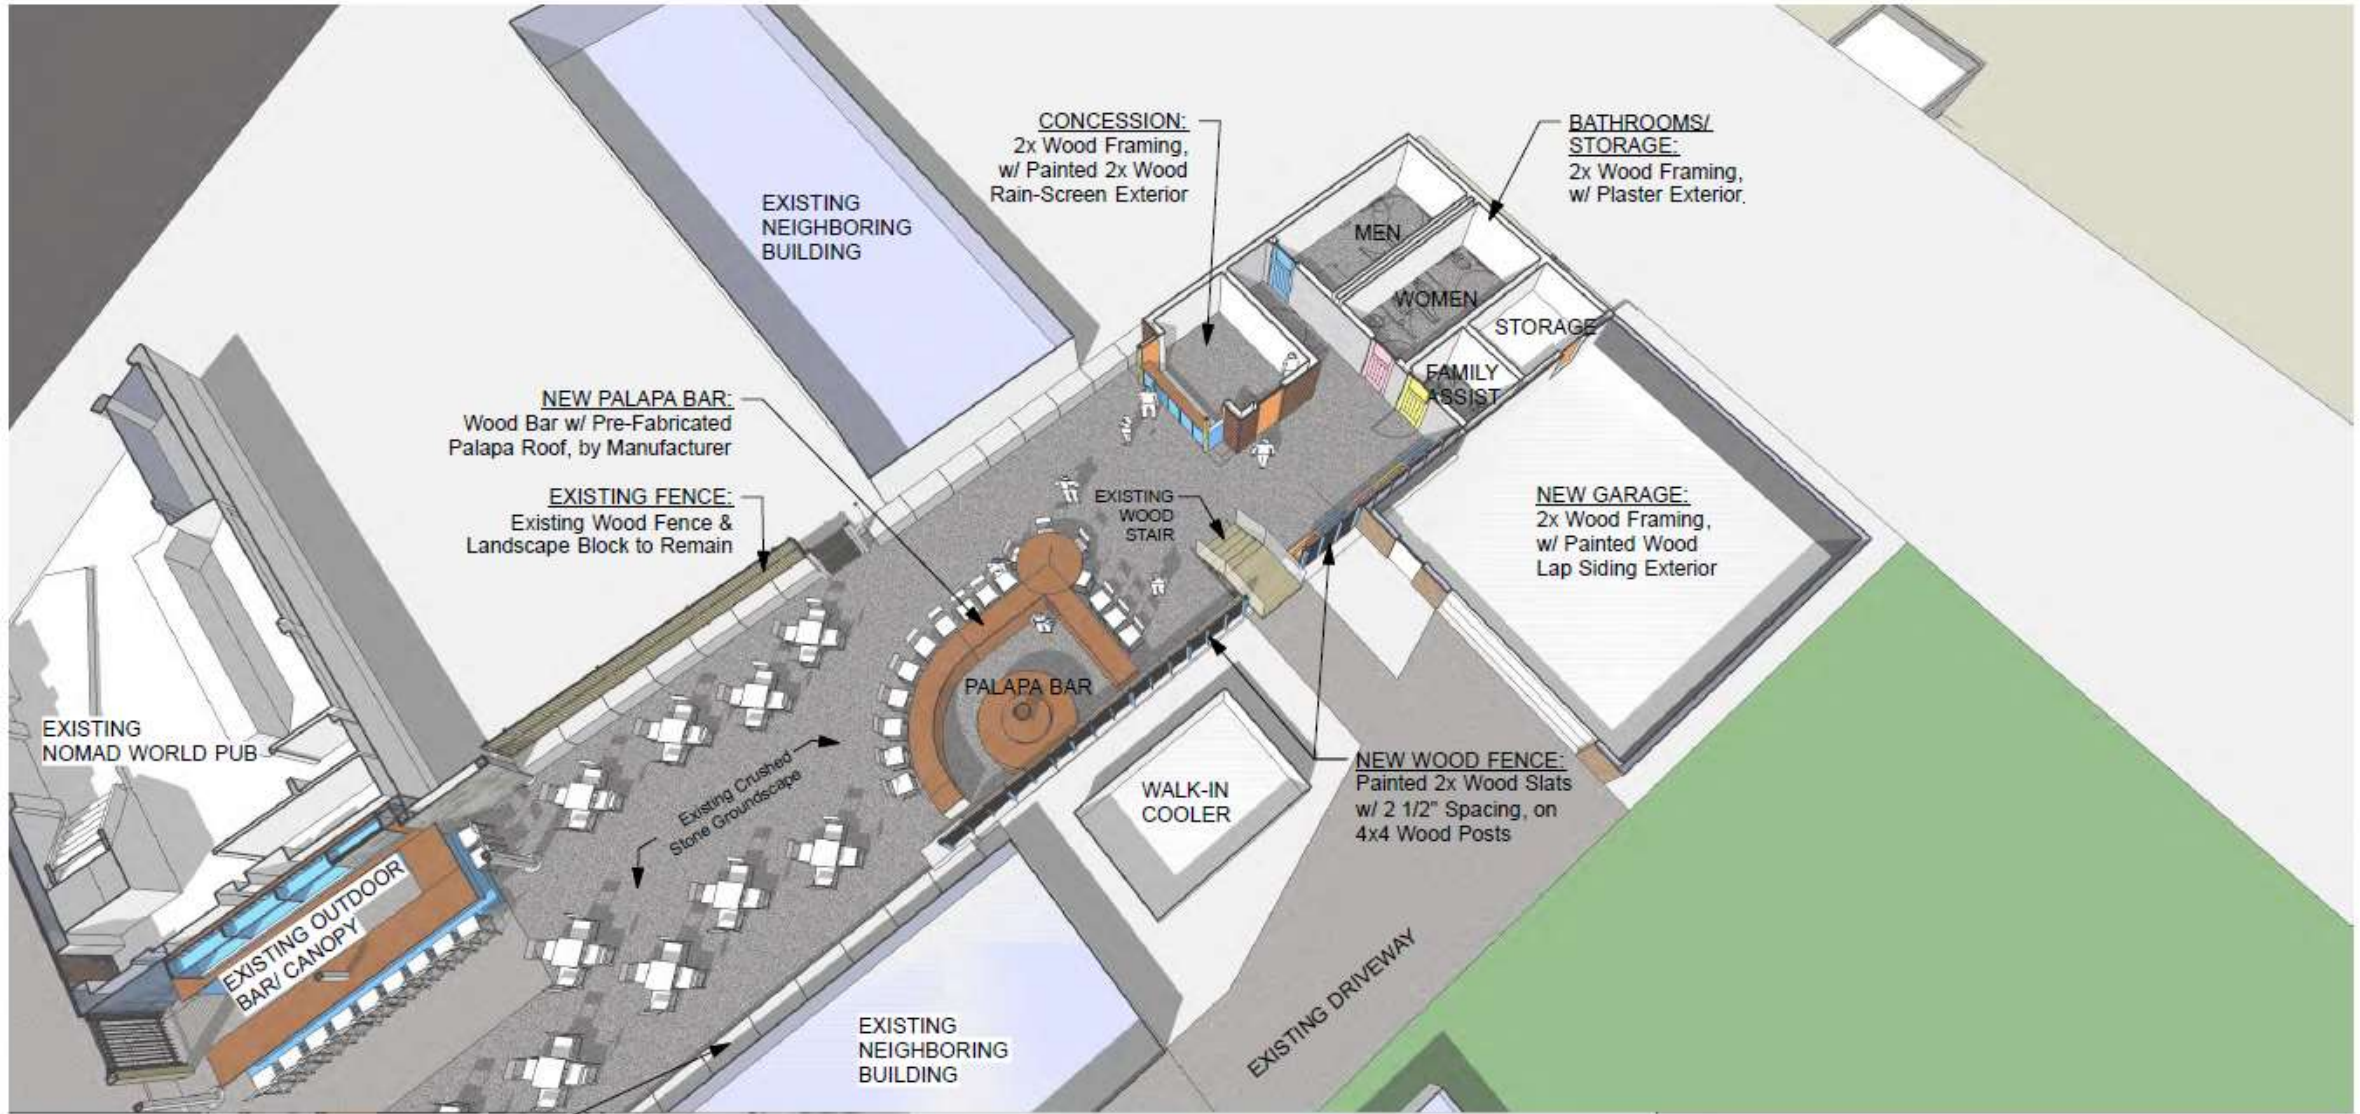 CONCESSION:
2x Wood Framing,
w/ Painted 2x Wood
Rain-Screen Exterior
BATHROOMS/
STORAGE:
2x Wood Framing,
w/ Plaster Exterior.
EXISTING
NEIGHBORING
BUILDING
MEN
WOMEN
STORAGE
FAMILY
ASSIST
NEW PALAPA BAR:
Wood Bar w/ Pre-Fabricated
Palapa Roof, by Manufacturer
EXISTING FENCE:
Existing Wood Fence &
Landscape Block to Remain
EXISTING
WOOD
STAIR
NEW GARAGE:
2x Wood Framing,
w/ Painted Wood
Lap Siding Exterior
PALAPA BAR
EXISTING
NOMAD WORLD PUB
Existing Crushed
Stone Groundscape
WALK-IN
COOLER
NEW WOOD FENCE:
Painted 2x Wood Slats
w/ 2 1/2" Spacing, on
4x4 Wood Posts
EXISTING OUTDOOR
BAR/ CANOPY
EXISTING
NEIGHBORING
BUILDING
EXISTING DRIVEWAY